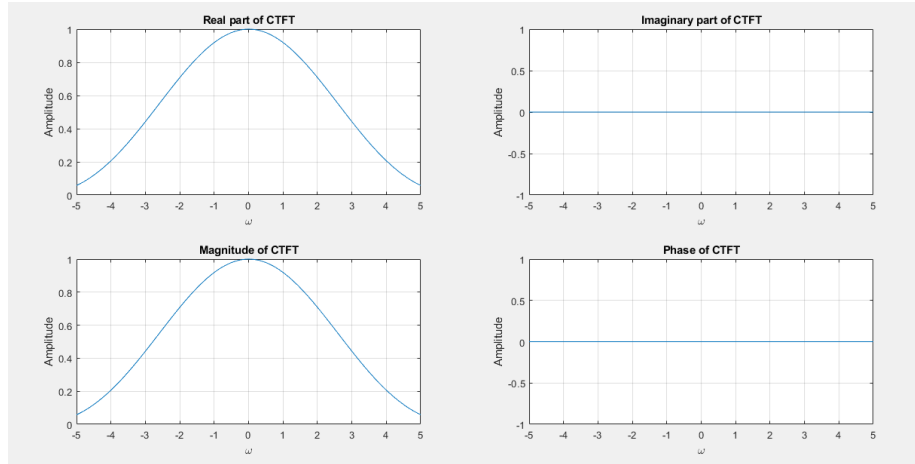 Real part of CTFT
Amplitude
1
0.8
0.6
0.4
0.2
0
-5 -4 -3 -2 -1 0 1 2 3 4 5
ω
Imaginary part of CTFT
Amplitude
1
0.5
0
-0.5
-1
-5 -4 -3 -2 -1 0 1 2 3 4 5
ω
Magnitude of CTFT
Amplitude
1
0.8
0.6
0.4
0.2
0
-5 -4 -3 -2 -1 0 1 2 3 4 5
ω
Phase of CTFT
Amplitude
1
0.5
0
-0.5
-1
-5 -4 -3 -2 -1 0 1 2 3 4 5
ω